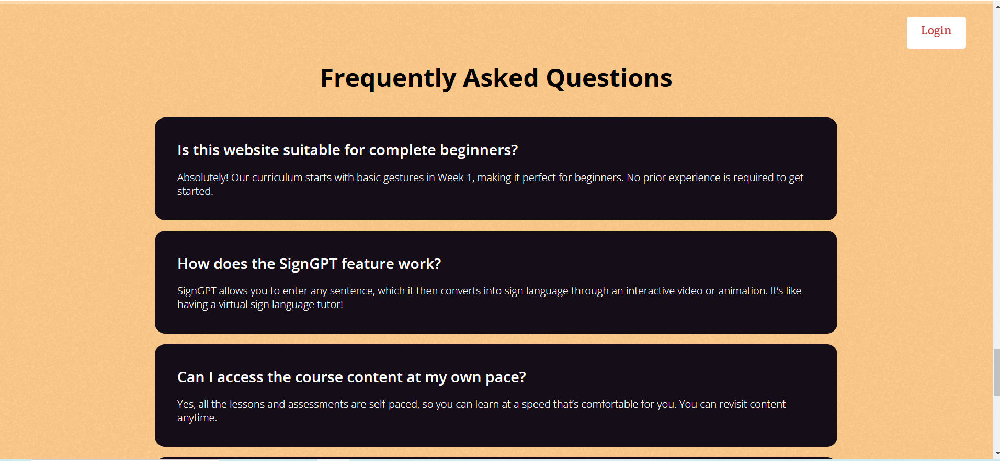 Login
Frequently Asked Questions
Is this website suitable for complete beginners?
Absolutely! Our curriculum starts with basic gestures in Week 1, making it perfect for beginners. No prior experience is required to get
started.
How does the SignGPT feature work?
SignGPT allows you to enter any sentence, which it then converts into sign language through an interactive video or animation. It’s like
having a virtual sign language tutor!
Can I access the course content at my own pace?
Yes, all the lessons and assessments are self-paced, so you can learn at a speed that’s comfortable for you. You can revisit content
anytime.